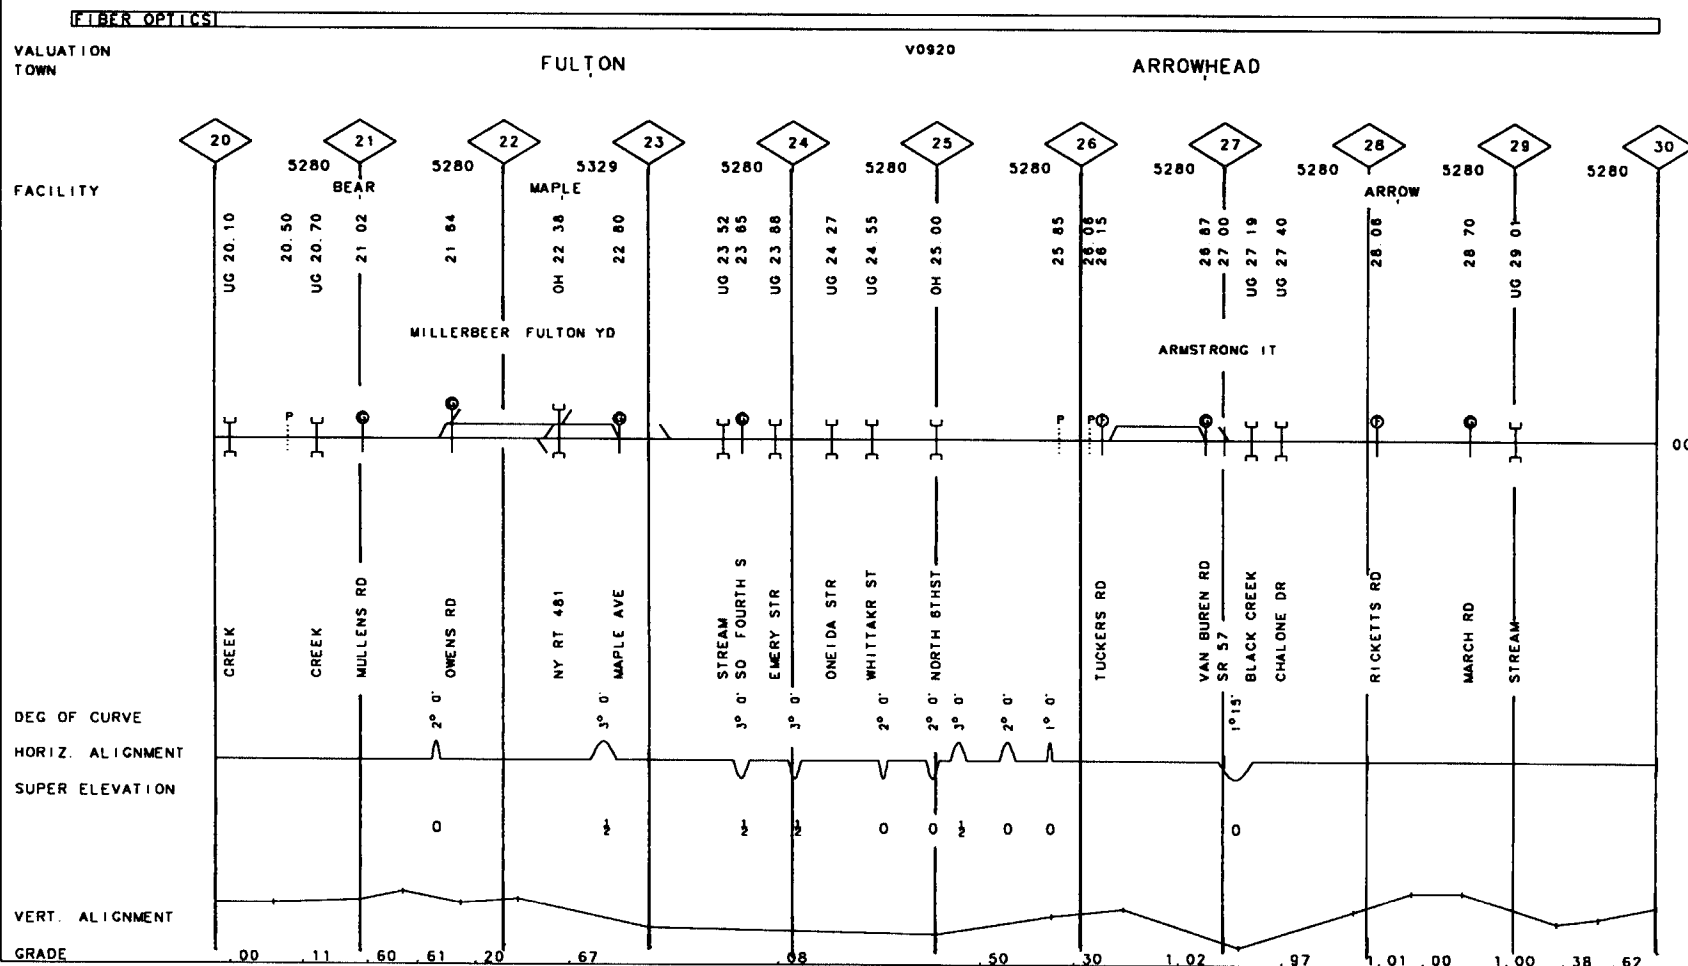 FIBER OPTICS
VALUATION V0920
TOWN FULTON ARROWHEAD
20 21 22 23 24 25 26 27 28 29 30
5280 5280 5329 5280 5280 5280 5280 5280 5280 5280
FACILITY BEAR MAPLE ARROW
UG 20.10
20.50
UG 20.70
21 02
21 64
OH 22 38
22 80
UG 23 52
23 65
UG 23 88
UG 24 27
UG 24.55
OH 25 00
25 85
26.06
26 15
26 87
27 00
UG 27 19
UG 27 40
28.06
28 70
UG 29 01
MILLERBEER FULTON YD
ARMSTRONG IT
P G G G G P P F G F G
00
CREEK
CREEK
MULLENS RD
OWENS RD
NY RT 481
MAPLE AVE
STREAM
SO FOURTH S
EMERY STR
ONEIDA STR
WHITTAKR ST
NORTH 6THST
TUCKERS RD
VAN BUREN RD
SR 57
BLACK CREEK
CHALONE DR
RICKETTS RD
MARCH RD
STREAM
DEG OF CURVE 2° 0' 3° 0' 3° 0' 3° 0' 2° 0' 2° 0' 3° 0' 2° 0' 1° 0' 1°15'
HORIZ. ALIGNMENT
SUPER ELEVATION
0 ½ ½ ½ 0 0 ½ 0 0 0
VERT. ALIGNMENT
GRADE .00 .11 .60 .61 .20 .67 .08 .50 .30 1.02 .97 1.01 .00 1.00 .38 .62